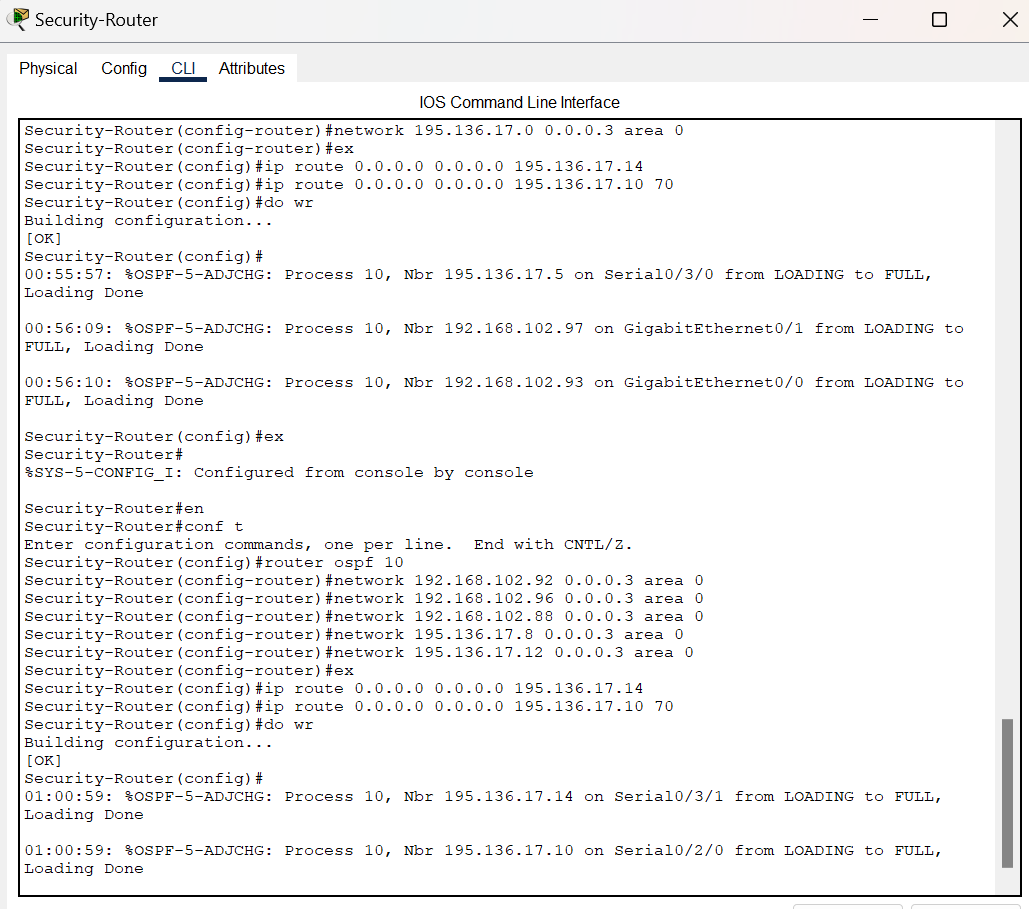 Security-Router
Physical Config CLI Attributes
IOS Command Line Interface
Security-Router(config-router)#network 195.136.17.0 0.0.0.3 area 0
Security-Router(config-router)#ex
Security-Router(config)#ip route 0.0.0.0 0.0.0.0 195.136.17.14
Security-Router(config)#ip route 0.0.0.0 0.0.0.0 195.136.17.10 70
Security-Router(config)#do wr
Building configuration...
[OK]
Security-Router(config)#
00:55:57: %OSPF-5-ADJCHG: Process 10, Nbr 195.136.17.5 on Serial0/3/0 from LOADING to FULL,
Loading Done
00:56:09: %OSPF-5-ADJCHG: Process 10, Nbr 192.168.102.97 on GigabitEthernet0/1 from LOADING to
FULL, Loading Done
00:56:10: %OSPF-5-ADJCHG: Process 10, Nbr 192.168.102.93 on GigabitEthernet0/0 from LOADING to
FULL, Loading Done
Security-Router(config)#ex
Security-Router#
%SYS-5-CONFIG_I: Configured from console by console
Security-Router#en
Security-Router#conf t
Enter configuration commands, one per line.  End with CNTL/Z.
Security-Router(config)#router ospf 10
Security-Router(config-router)#network 192.168.102.92 0.0.0.3 area 0
Security-Router(config-router)#network 192.168.102.96 0.0.0.3 area 0
Security-Router(config-router)#network 192.168.102.88 0.0.0.3 area 0
Security-Router(config-router)#network 195.136.17.8 0.0.0.3 area 0
Security-Router(config-router)#network 195.136.17.12 0.0.0.3 area 0
Security-Router(config-router)#ex
Security-Router(config)#ip route 0.0.0.0 0.0.0.0 195.136.17.14
Security-Router(config)#ip route 0.0.0.0 0.0.0.0 195.136.17.10 70
Security-Router(config)#do wr
Building configuration...
[OK]
Security-Router(config)#
01:00:59: %OSPF-5-ADJCHG: Process 10, Nbr 195.136.17.14 on Serial0/3/1 from LOADING to FULL,
Loading Done
01:00:59: %OSPF-5-ADJCHG: Process 10, Nbr 195.136.17.10 on Serial0/2/0 from LOADING to FULL,
Loading Done